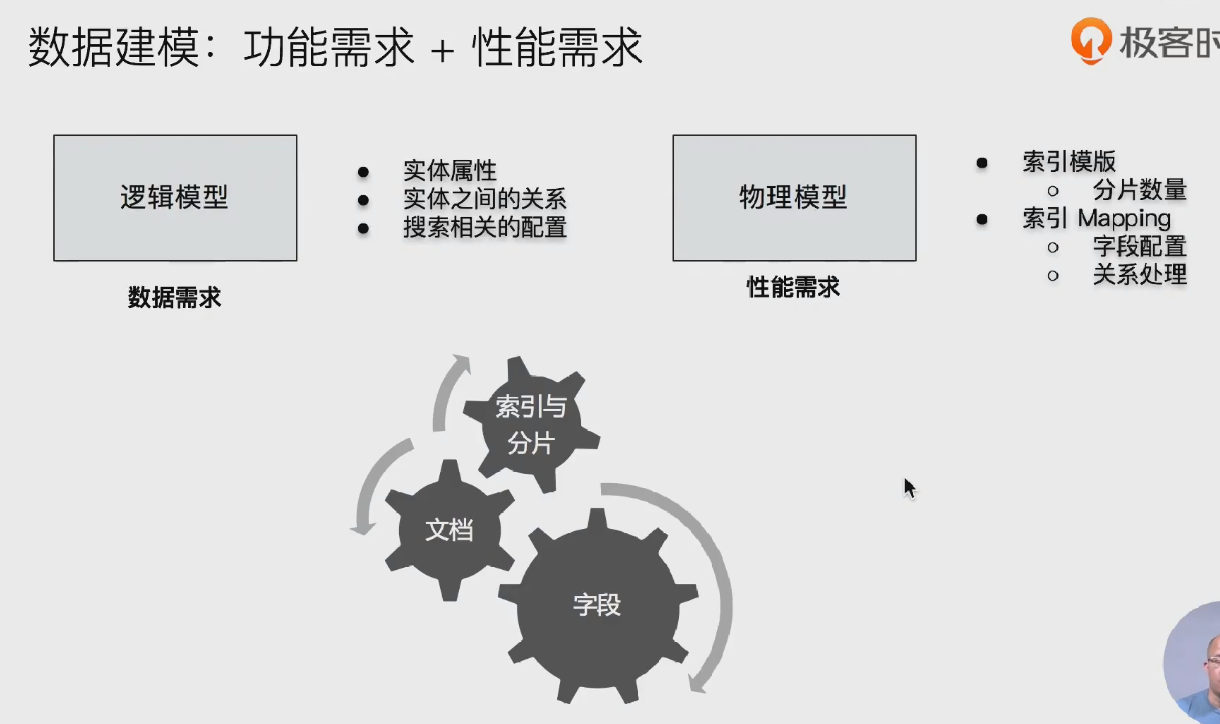 数据建模：功能需求 + 性能需求
极客时
逻辑模型
数据需求
● 实体属性
● 实体之间的关系
● 搜索相关的配置
物理模型
性能需求
● 索引模版
○ 分片数量
● 索引 Mapping
○ 字段配置
○ 关系处理
索引与
分片
文档
字段